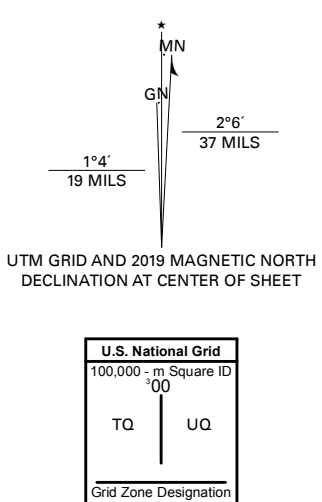 ★
MN
GN
2°6´
37 MILS
1°4´
19 MILS
UTM GRID AND 2019 MAGNETIC NORTH
DECLINATION AT CENTER OF SHEET
U.S. National Grid
100,000 - m Square ID
³00
TQ UQ
Grid Zone Designation